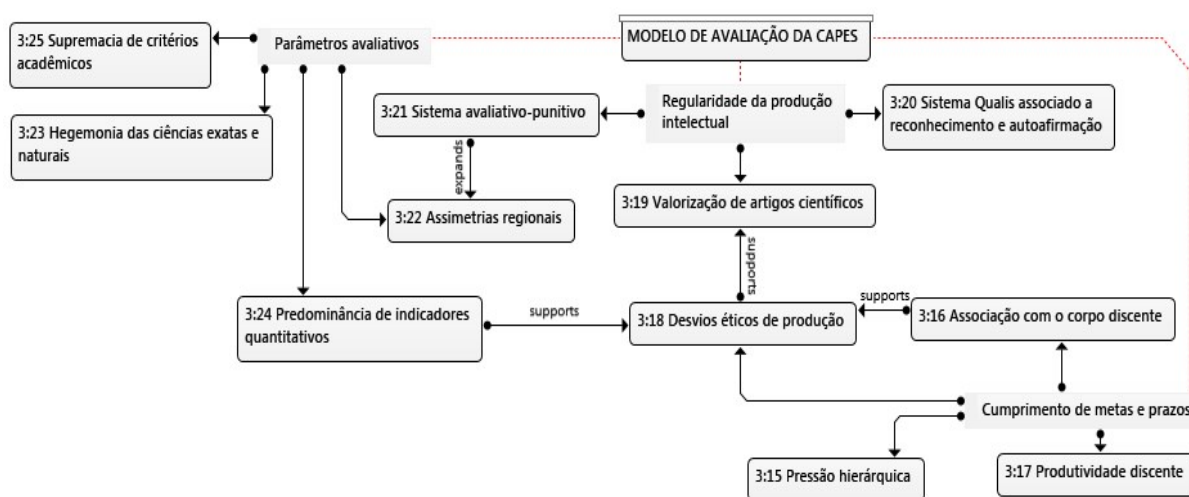 MODELO DE AVALIAÇÃO DA CAPES
3:25 Supremacia de critérios
acadêmicos
Parâmetros avaliativos
3:23 Hegemonia das ciências exatas e
naturais
3:21 Sistema avaliativo-punitivo
Regularidade da produção
intelectual
3:20 Sistema Qualis associado a
reconhecimento e autoafirmação
expands
3:22 Assimetrias regionais
3:19 Valorização de artigos científicos
supports
3:24 Predominância de indicadores
quantitativos
supports
3:18 Desvios éticos de produção
supports
3:16 Associação com o corpo discente
Cumprimento de metas e prazos
3:15 Pressão hierárquica
3:17 Produtividade discente